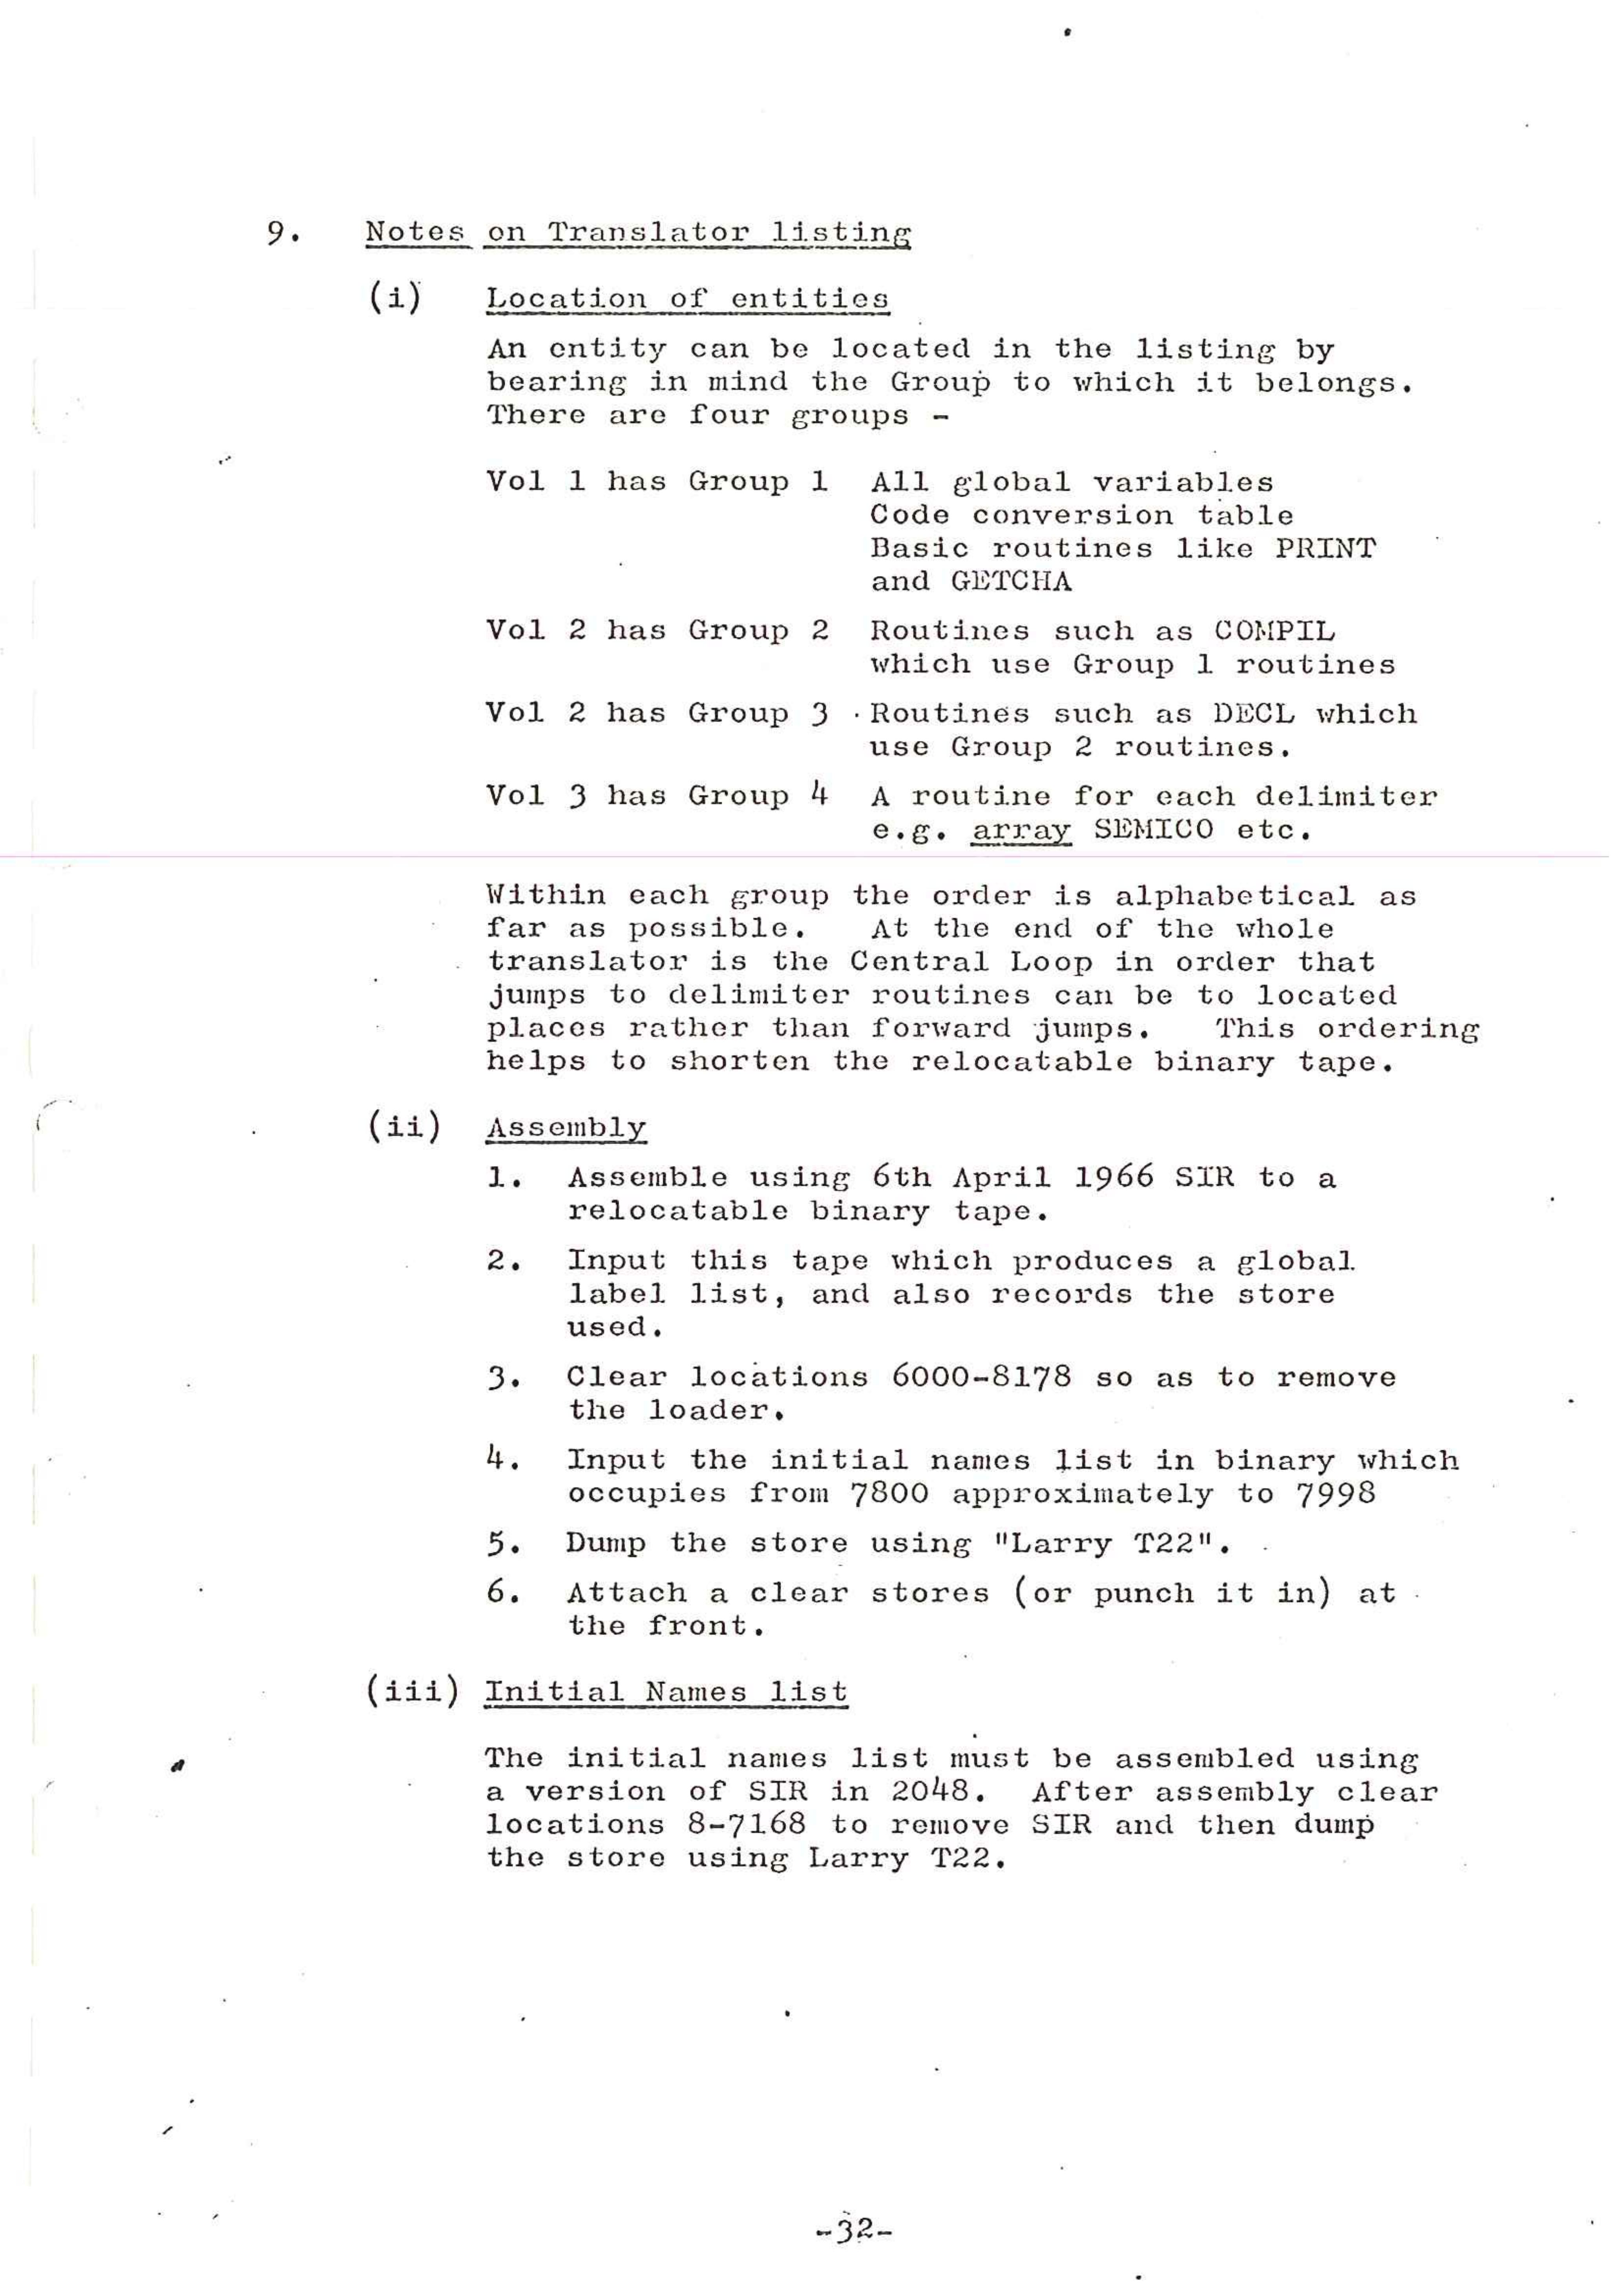 9. Notes on Translator listing
(i) Location of entities
An entity can be located in the listing by
bearing in mind the Group to which it belongs.
There are four groups -
Vol 1 has Group 1 All global variables
Code conversion table
Basic routines like PRINT
and GETCHA
Vol 2 has Group 2 Routines such as COMPIL
which use Group 1 routines
Vol 2 has Group 3 Routines such as DECL which
use Group 2 routines.
Vol 3 has Group 4 A routine for each delimiter
e.g. array SEMICO etc.
Within each group the order is alphabetical as
far as possible. At the end of the whole
translator is the Central Loop in order that
jumps to delimiter routines can be to located
places rather than forward jumps. This ordering
helps to shorten the relocatable binary tape.
(ii) Assembly
1. Assemble using 6th April 1966 SIR to a
relocatable binary tape.
2. Input this tape which produces a global
label list, and also records the store
used.
3. Clear locations 6000-8178 so as to remove
the loader.
4. Input the initial names list in binary which
occupies from 7800 approximately to 7998
5. Dump the store using "Larry T22".
6. Attach a clear stores (or punch it in) at
the front.
(iii) Initial Names list
The initial names list must be assembled using
a version of SIR in 2048. After assembly clear
locations 8-7168 to remove SIR and then dump
the store using Larry T22.
-32-